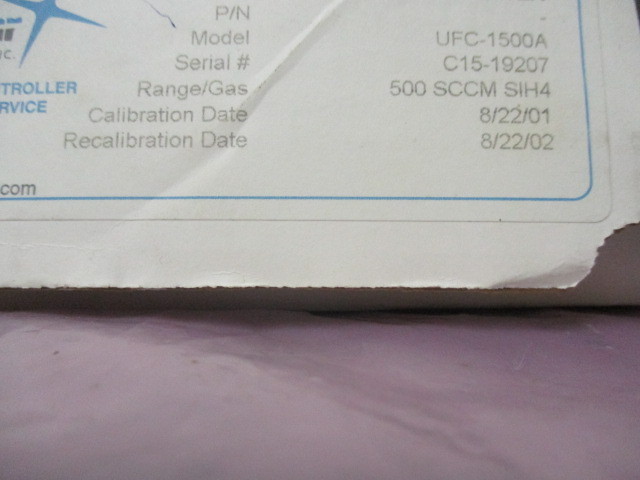 P/N -
Model UFC-1500A
Serial # C15-19207
TROLLER
Range/Gas 500 SCCM SIH4
RVICE
Calibration Date 8/22/01
Recalibration Date 8/22/02
com